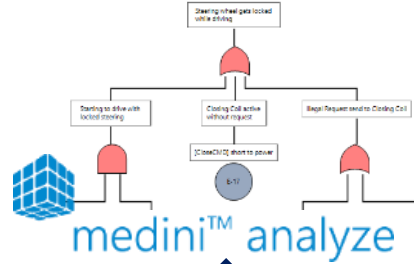 Steering wheel gets locked
while driving
Starting to drive with
locked steering
Closing Coil active
without request
Illegal Request send to Closing Coil
[CloseCMD] short to power
E-17
medini™ analyze